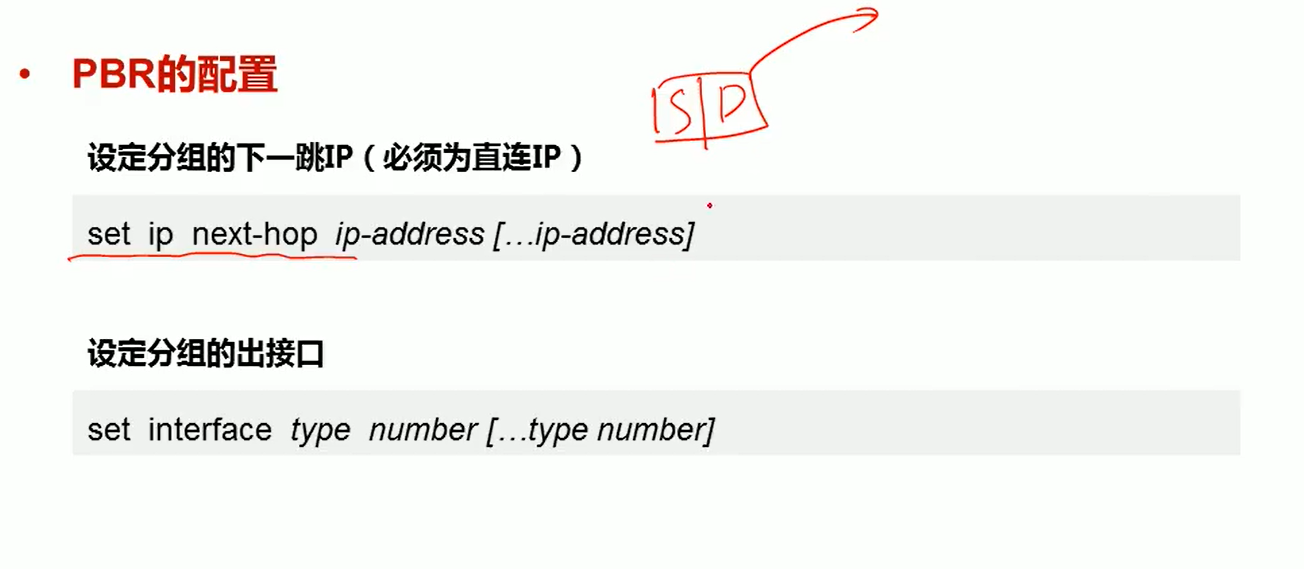 PBR的配置
S D
设定分组的下一跳IP（必须为直连IP）
set ip next-hop ip-address [...ip-address]
设定分组的出接口
set interface type number [...type number]